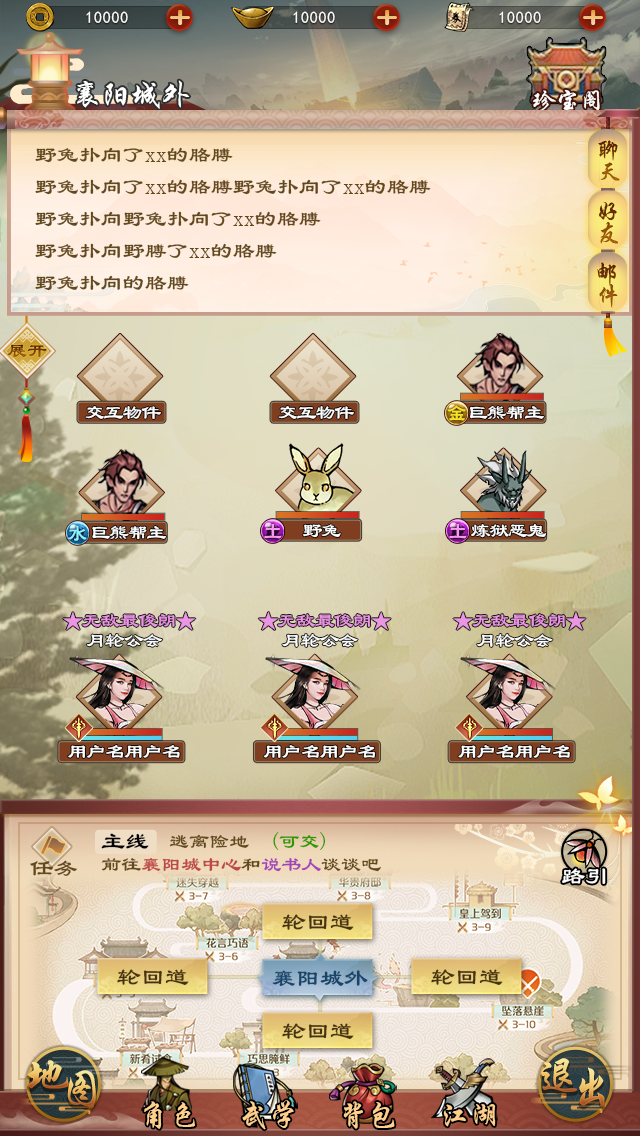 10000 10000 10000
襄阳城外
珍宝阁
野兔扑向了xx的胳膊
野兔扑向了xx的胳膊野兔扑向了xx的胳膊
野兔扑向野兔扑向了xx的胳膊
野兔扑向野膊了xx的胳膊
野兔扑向的胳膊
聊天
好友
邮件
展开
交互物件 交互物件 金 巨熊帮主
水 巨熊帮主 土 野兔 土 炼狱恶鬼
★无敌最俊朗★ ★无敌最俊朗★ ★无敌最俊朗★
月轮公会 月轮公会 月轮公会
用户名用户名 用户名用户名 用户名用户名
主线 逃离险地 （可交）
任务
前往襄阳城中心和说书人谈谈吧
路引
迷失穿越 华贵府邸
3-7 3-8
轮回道
皇上驾到
3-9
花言巧语
3-6
轮回道 襄阳城外 轮回道
坠落悬崖
3-10
轮回道
巧思腌鲜
地图 退出
角色 武学 背包 江湖